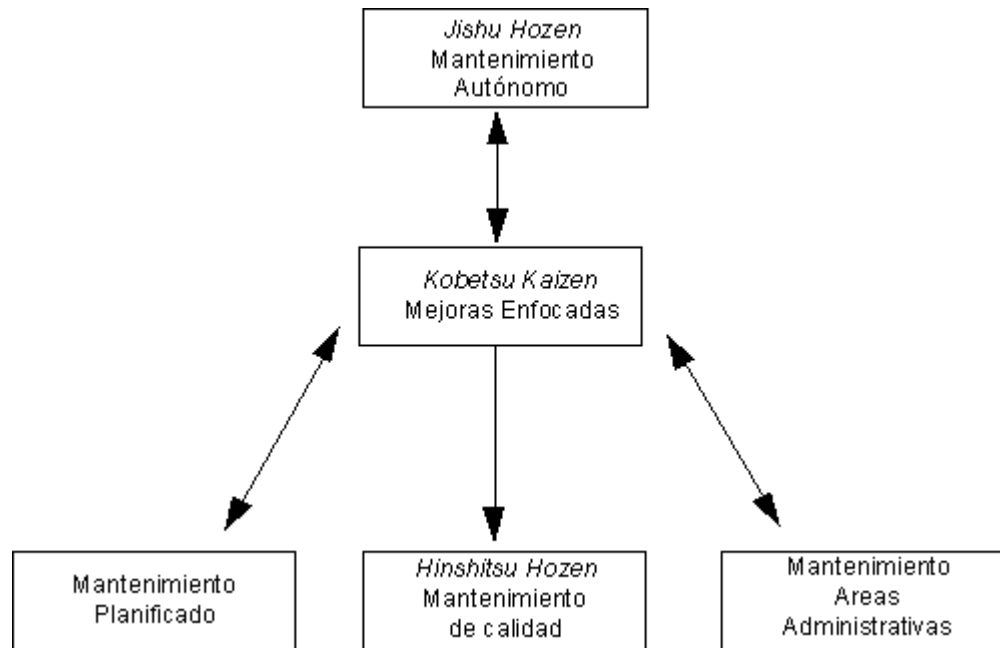 Jishu Hozen
Mantenimiento
Autónomo
Kobetsu Kaizen
Mejoras Enfocadas
Mantenimiento
Planificado
Hinshitsu Hozen
Mantenimiento
de calidad
Mantenimiento
Areas
Administrativas